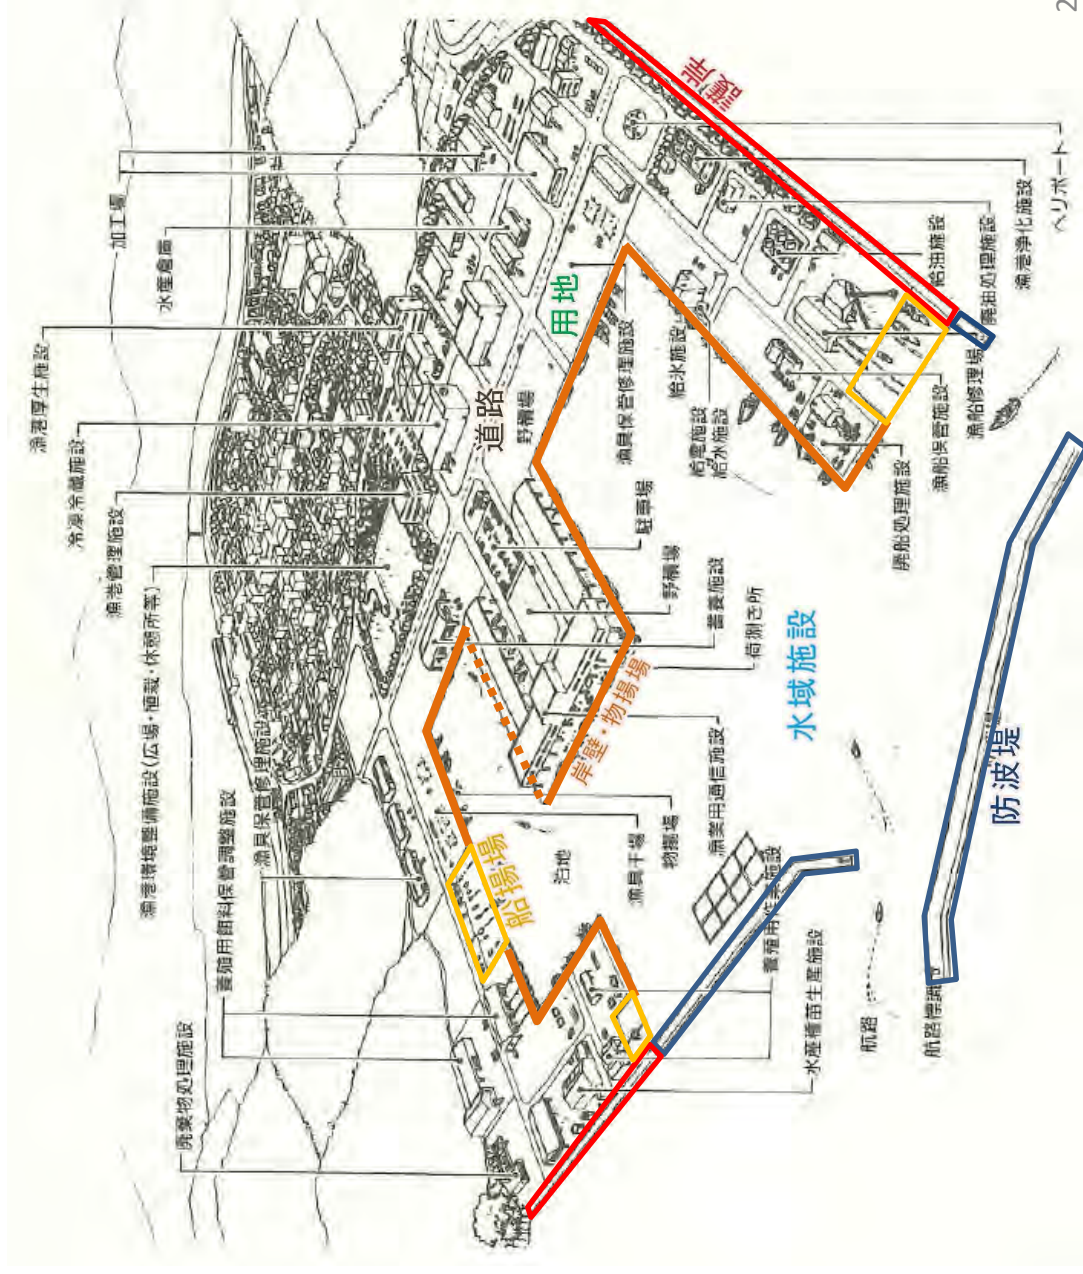 廃棄物処理施設
養殖用餌料保管調整施設
漁具保管修理施設
漁港環境整備施設(広場・植栽・休憩所等)
漁港管理施設
冷凍冷蔵施設
漁港厚生施設
水産倉庫
加工場
護岸
用地
道路
野積場
漁具保管修理施設
給氷施設
給電施設
給水施設
駐車場
野積場
蓄養施設
荷捌き所
岸壁・物揚場
漁業用通信施設
物揚場
漁具干場
泊地
船揚場
養殖用作業施設
水産種苗生産施設
航路
航路標識
水域施設
防波堤
廃船処理施設
漁船保管施設
漁船修理場
給油施設
廃油処理施設
漁港浄化施設
ヘリポート
2